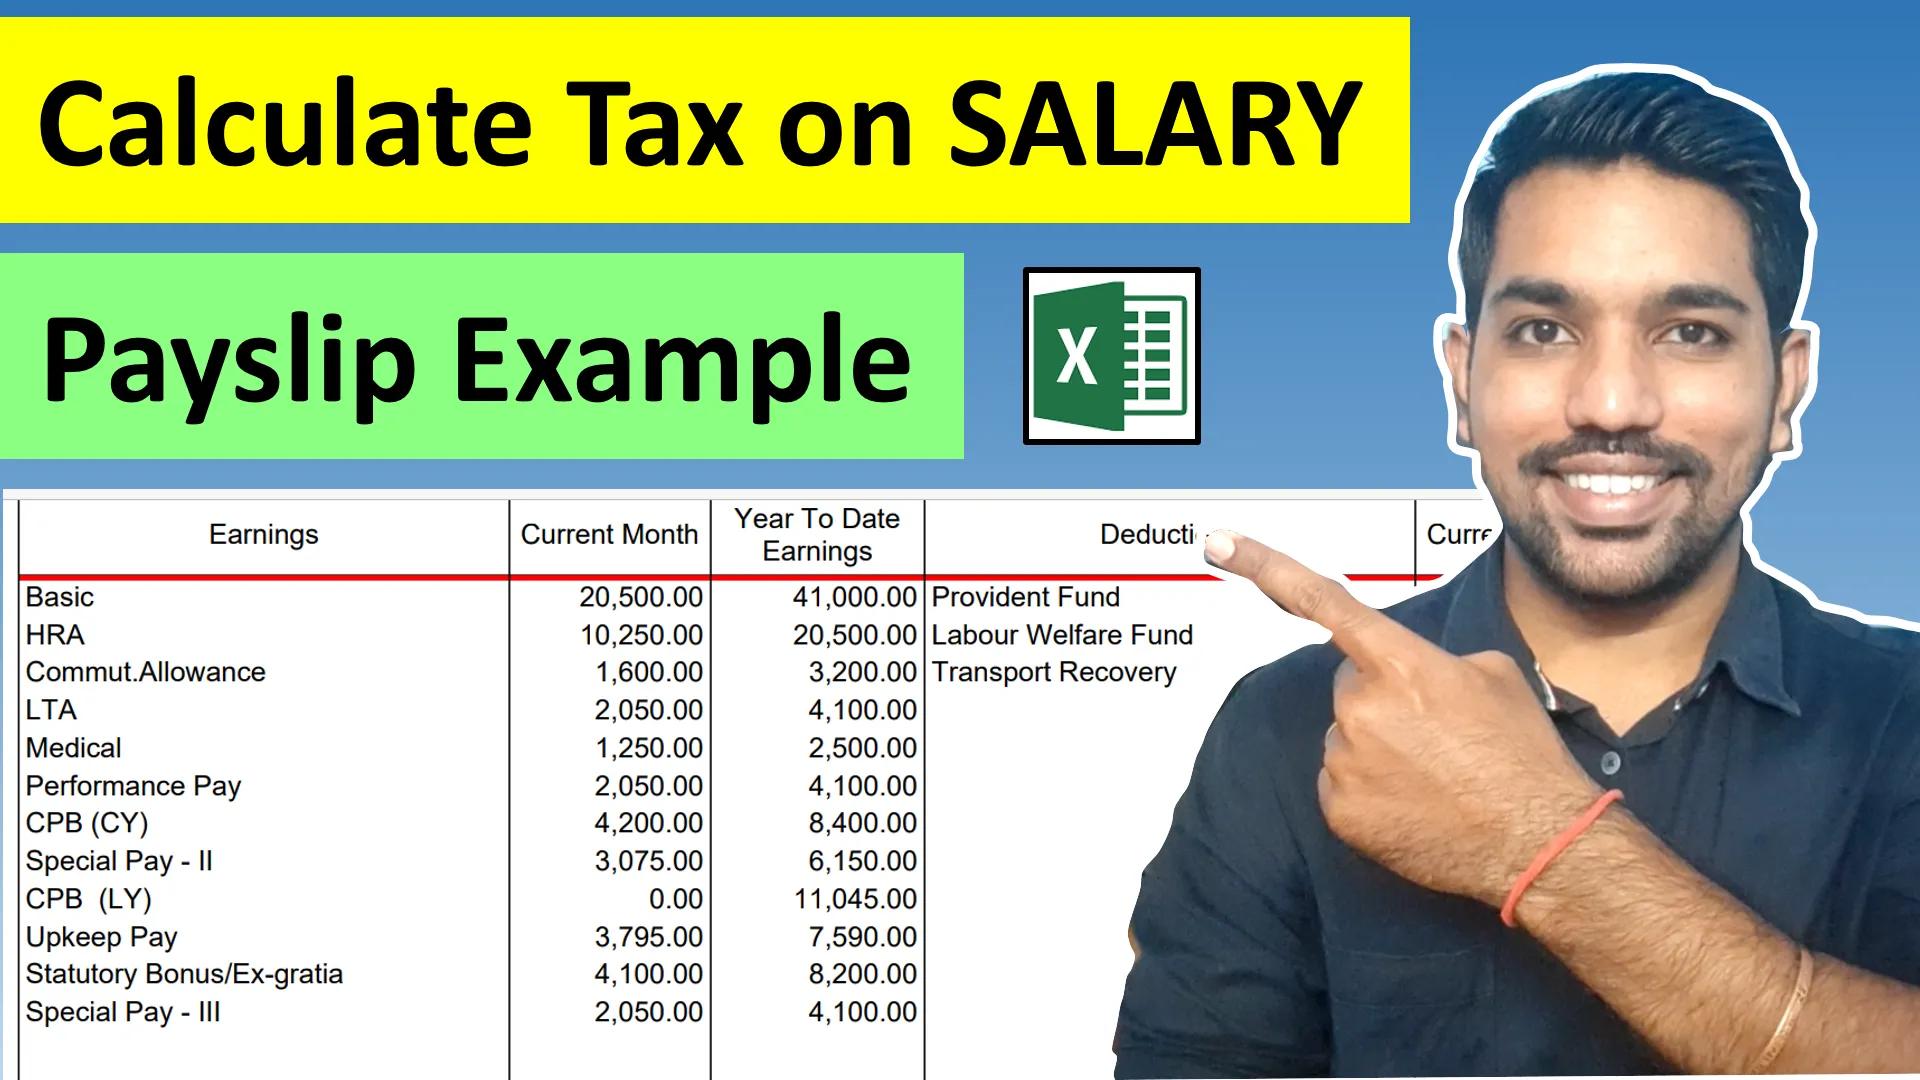 Calculate Tax on SALARY
Payslip Example
X
Earnings Current Month Year To Date Earnings
Basic 20,500.00 41,000.00 Provident Fund
HRA 10,250.00 20,500.00 Labour Welfare Fund
Commut.Allowance 1,600.00 3,200.00 Transport Recovery
LTA 2,050.00 4,100.00
Medical 1,250.00 2,500.00
Performance Pay 2,050.00 4,100.00
CPB (CY) 4,200.00 8,400.00
Special Pay - II 3,075.00 6,150.00
CPB (LY) 0.00 11,045.00
Upkeep Pay 3,795.00 7,590.00
Statutory Bonus/Ex-gratia 4,100.00 8,200.00
Special Pay - III 2,050.00 4,100.00